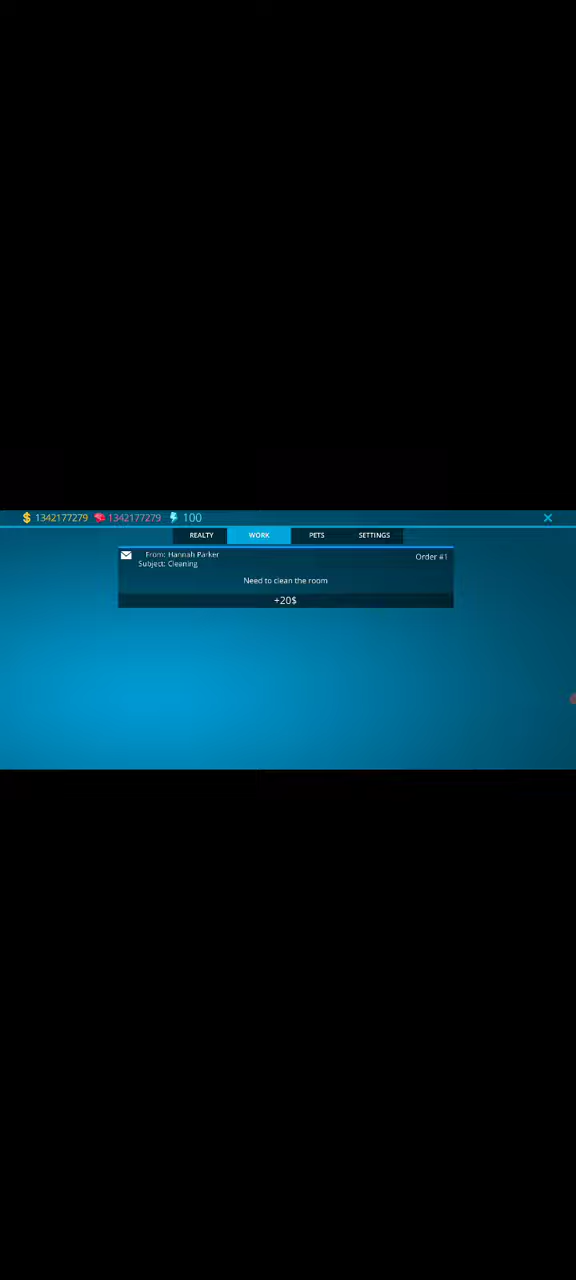 $ 1342177279 1342177279 100
REALTY WORK PETS SETTINGS
From: Hannah Parker Order #1
Subject: Cleaning
Need to clean the room
+20$